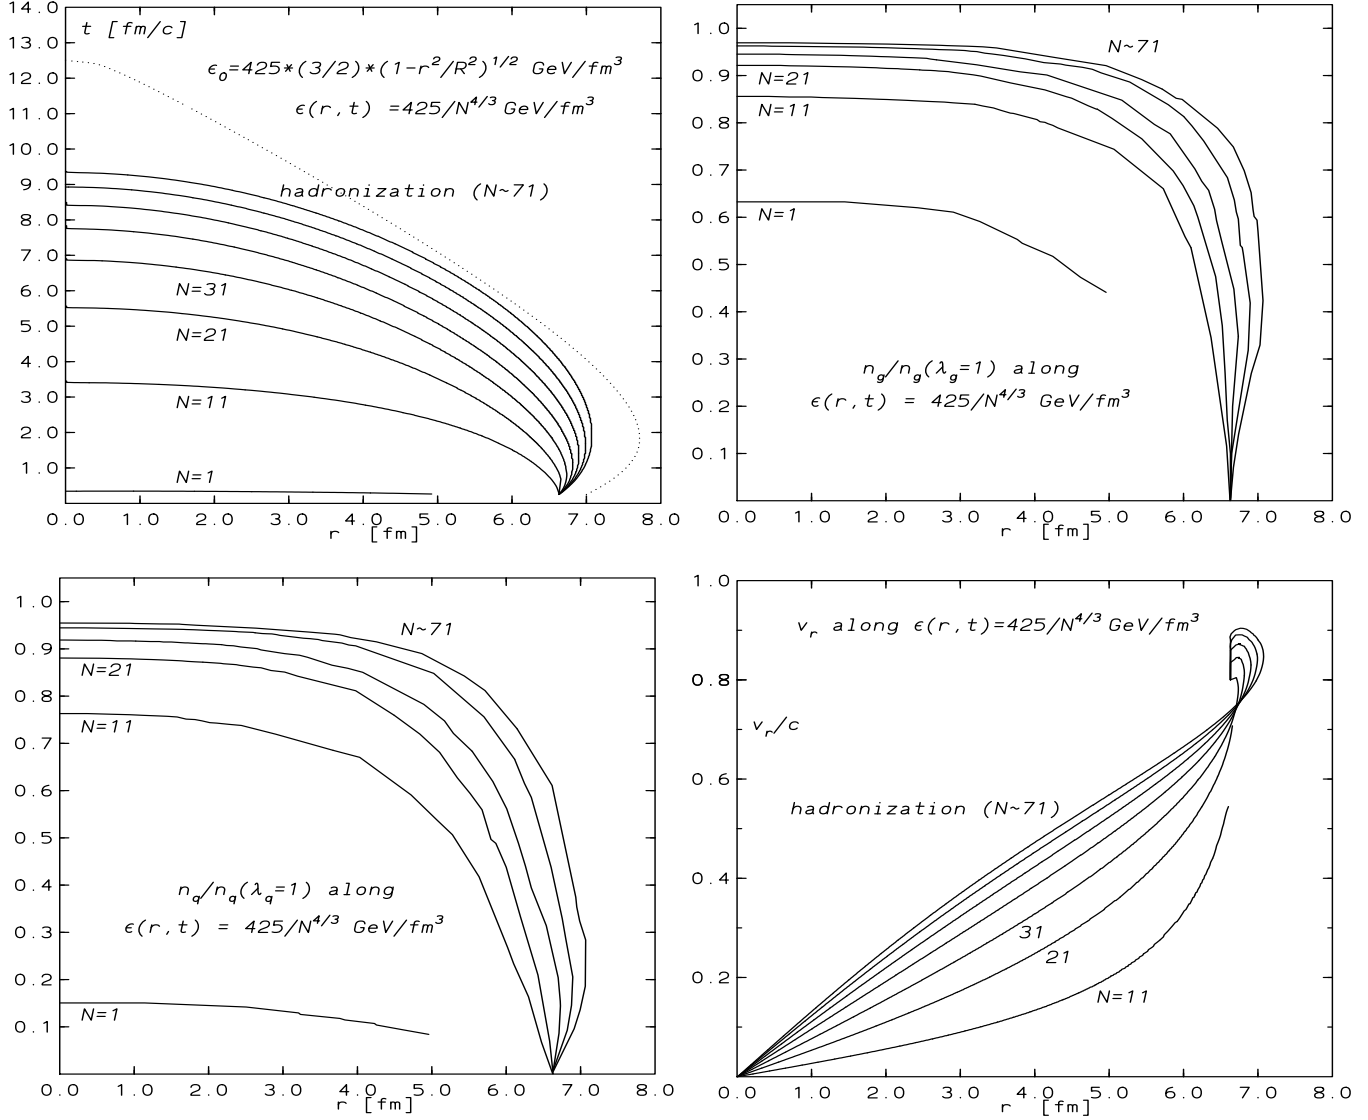 14.0
t [fm/c]
13.0
ϵ₀=425*(3/2)*(1-r²/R²)^1/2 GeV/fm³
12.0
ϵ(r,t) =425/N^4/3 GeV/fm³
11.0
10.0
9.0
hadronization (N~71)
8.0
7.0
6.0
N=31
5.0
N=21
4.0
3.0
N=11
2.0
1.0
N=1
0.0 1.0 2.0 3.0 4.0 5.0 6.0 7.0 8.0
r [fm]
1.0
N~71
0.9
N=21
N=11
0.8
0.7
0.6
N=1
0.5
0.4
0.3
n_g/n_g(λ_g=1) along
ϵ(r,t) = 425/N^4/3 GeV/fm³
0.2
0.1
0.0 1.0 2.0 3.0 4.0 5.0 6.0 7.0 8.0
r [fm]
1.0
N~71
0.9
N=21
0.8
N=11
0.7
0.6
0.5
0.4
n_q/n_q(λ_q=1) along
ϵ(r,t) = 425/N^4/3 GeV/fm³
0.3
0.2
N=1
0.1
0.0 1.0 2.0 3.0 4.0 5.0 6.0 7.0 8.0
r [fm]
v_r along ϵ(r,t)=425/N^4/3 GeV/fm³
0.8
v_r/c
0.6
hadronization (N~71)
0.4
31
21
0.2
N=11
0.0 1.0 2.0 3.0 4.0 5.0 6.0 7.0 8.0
r [fm]